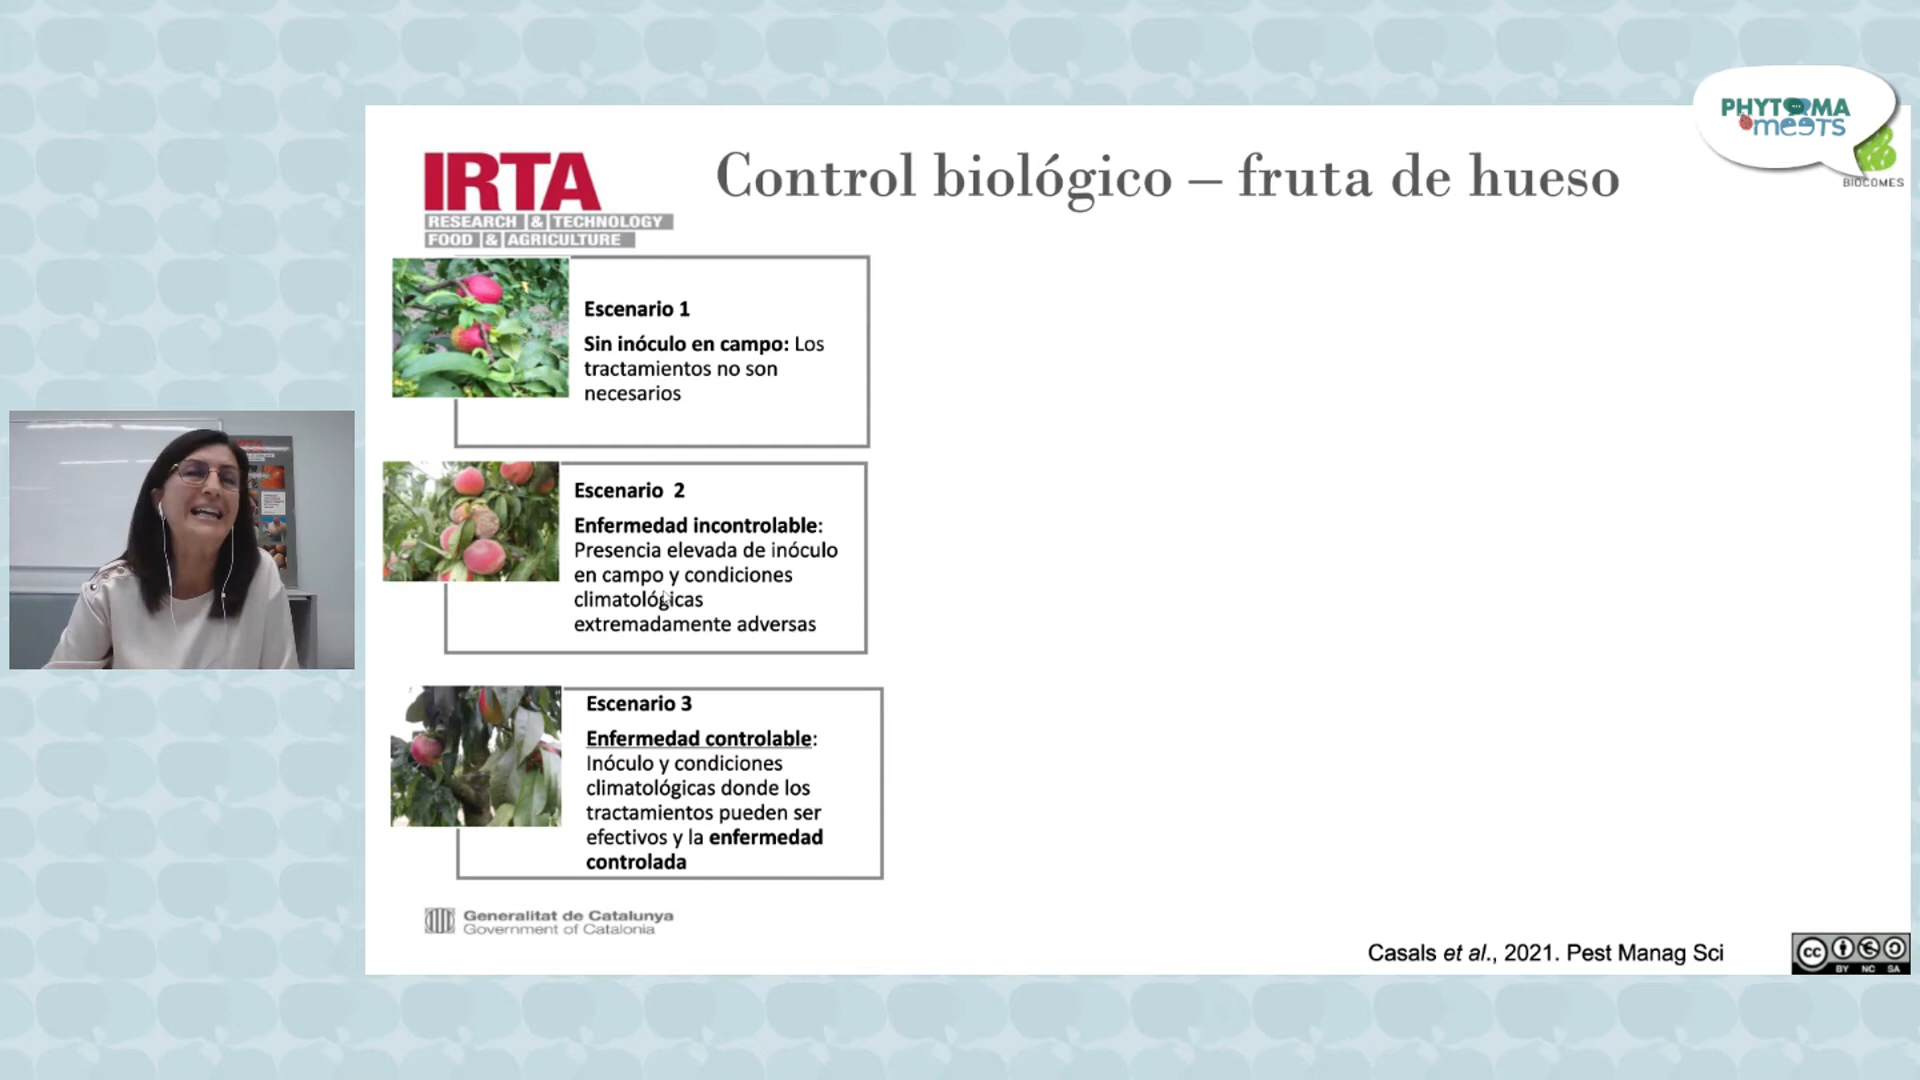 PHYTOMA
meets
BIOCOMES
IRTA
RESEARCH & TECHNOLOGY
FOOD & AGRICULTURE
Control biológico – fruta de hueso
Escenario 1
Sin inóculo en campo: Los
tractamientos no son
necesarios
Escenario 2
Enfermedad incontrolable:
Presencia elevada de inóculo
en campo y condiciones
climatológicas
extremadamente adversas
Escenario 3
Enfermedad controlable:
Inóculo y condiciones
climatológicas donde los
tractamientos pueden ser
efectivos y la enfermedad
controlada
Generalitat de Catalunya
Government of Catalonia
Casals et al., 2021. Pest Manag Sci
cc
BY NC SA